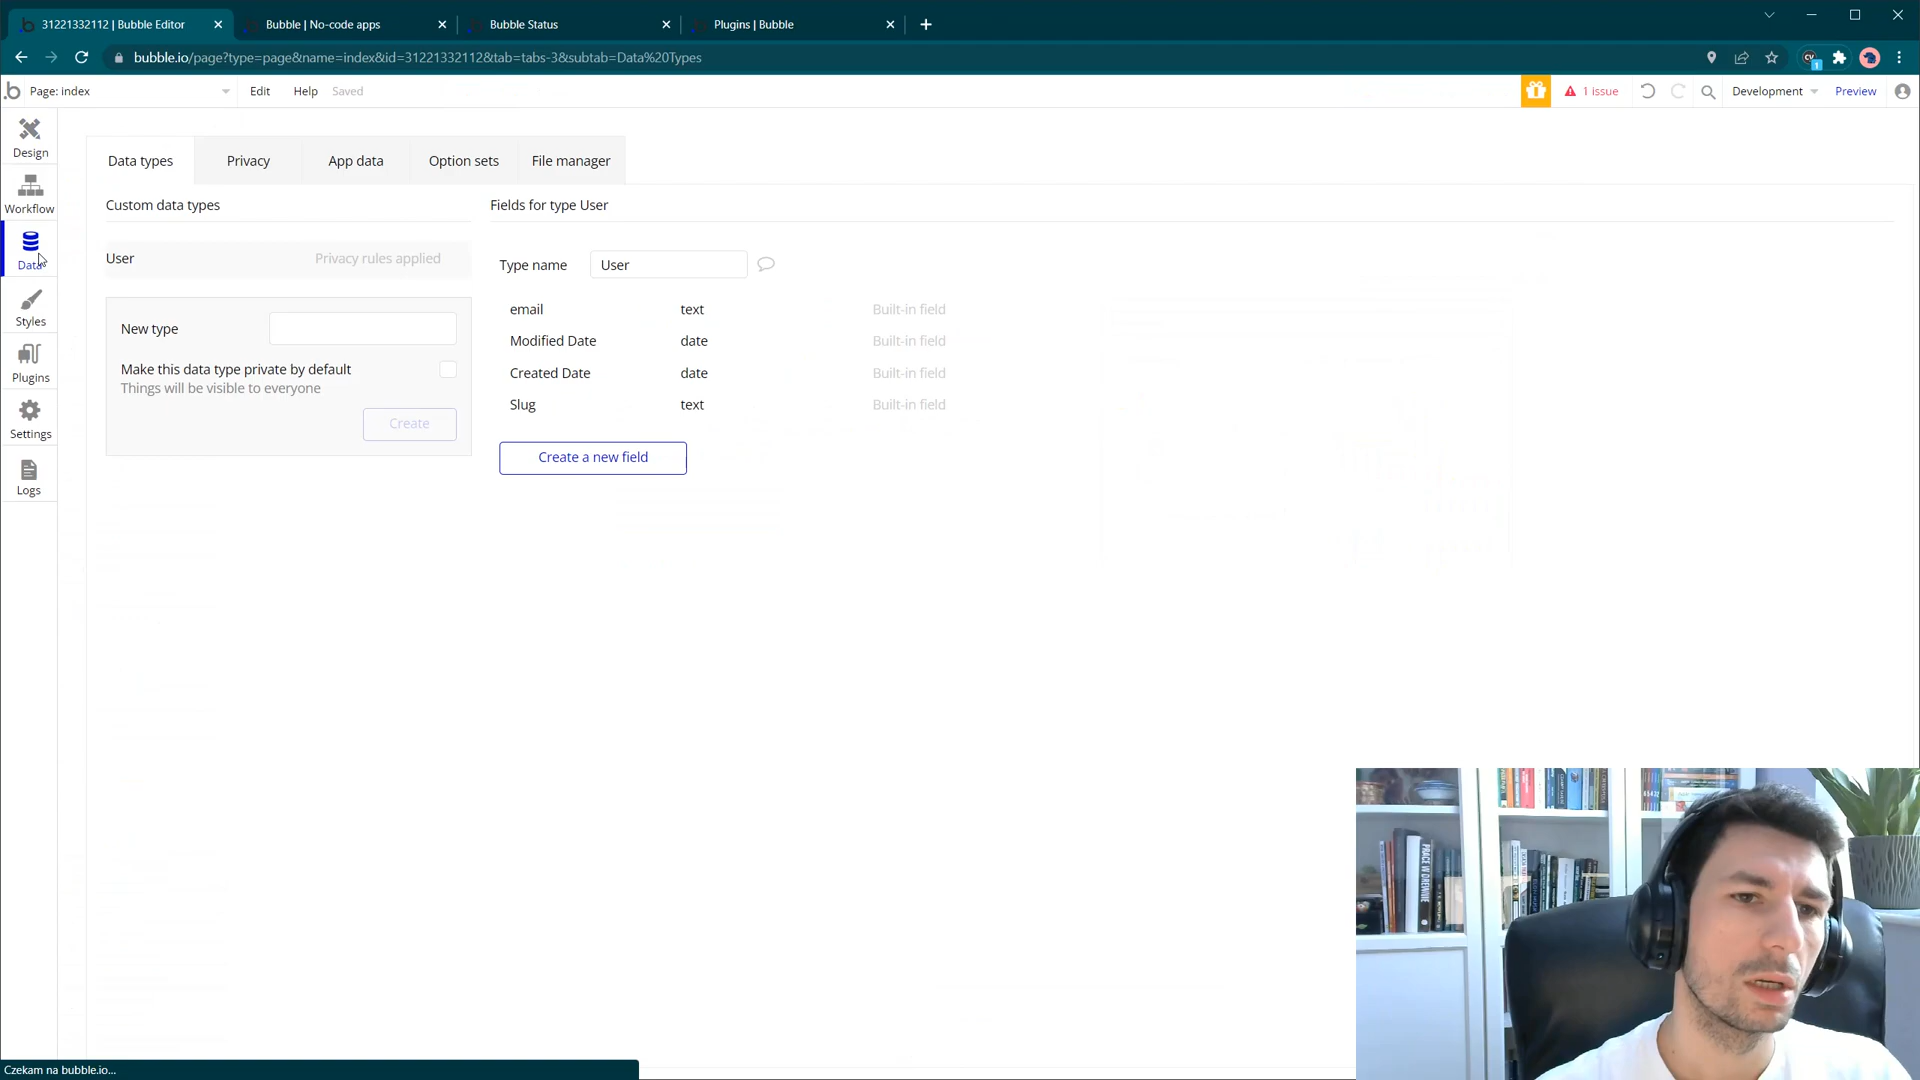 31221332112 | Bubble Editor
Bubble | No-code apps
Bubble Status
Plugins | Bubble
bubble.io/page?type=page&name=index&id=31221332112&tab=tabs-3&subtab=Data%20Types
Page: index
Edit
Help
Saved
1 issue
Development
Preview
Design
Workflow
Data
Styles
Plugins
Settings
Logs
Data types
Privacy
App data
Option sets
File manager
Custom data types
User
Privacy rules applied
New type
Make this data type private by default
Things will be visible to everyone
Create
Fields for type User
Type name
User
email text Built-in field
Modified Date date Built-in field
Created Date date Built-in field
Slug text Built-in field
Create a new field
PRACE W DREWNIE
Czekam na bubble.io...